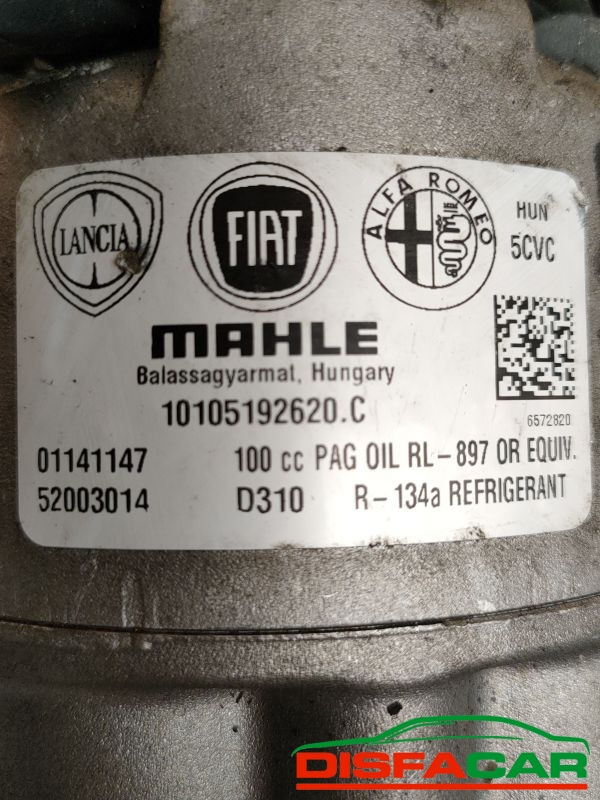 LANCIA
FIAT
ALFA ROMEO
HUN
5CVC
MAHLE
Balassagyarmat, Hungary
10105192620.C
6572820
01141147 100 cc PAG OIL RL-897 OR EQUIV.
52003014 D310 R-134a REFRIGERANT
DISFACAR